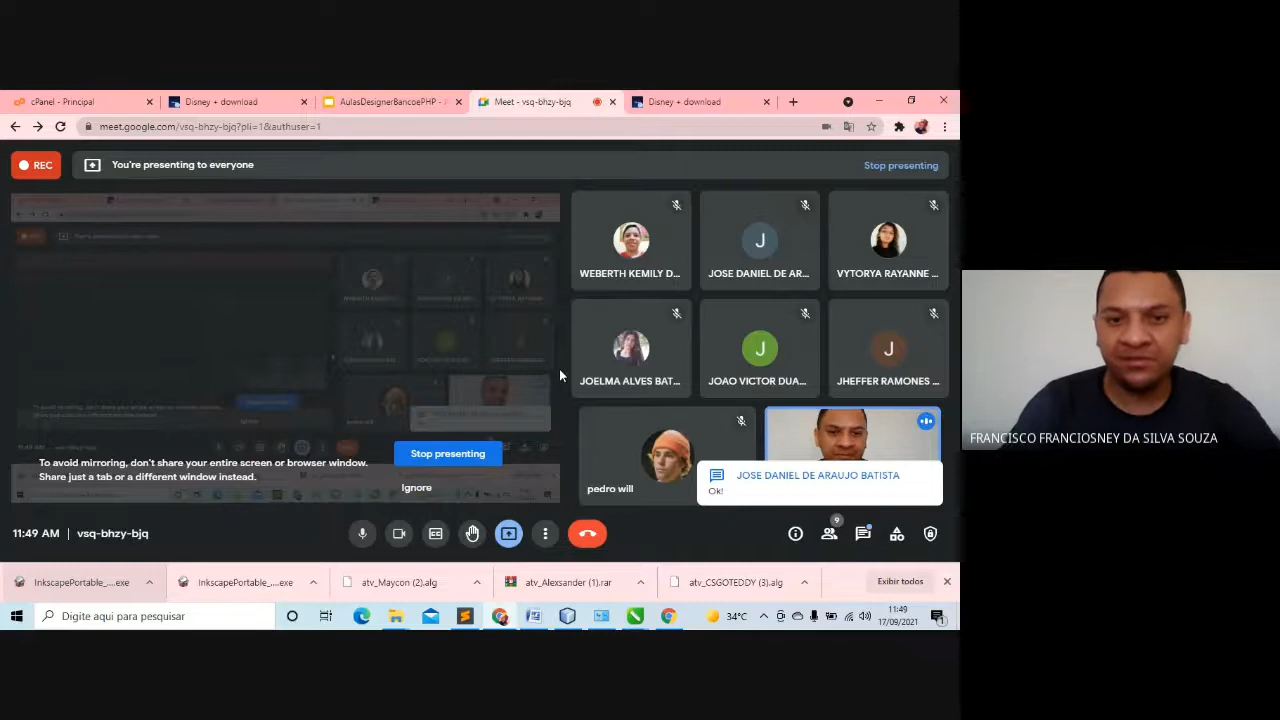 cPanel - Principal
Disney + download
AulasDesignerBancoePHP -
Meet - vsq-bhzy-bjq
Disney + download
meet.google.com/vsq-bhzy-bjq?pli=1&authuser=1
REC
You're presenting to everyone
Stop presenting
WEBERTH KEMILY D...
JOSE DANIEL DE AR...
VYTORYA RAYANNE ...
JOELMA ALVES BAT...
JOAO VICTOR DUA...
JHEFFER RAMONES ...
To avoid mirroring, don't share your entire screen or browser window.
Share just a tab or a different window instead.
Stop presenting
Ignore
pedro will
JOSE DANIEL DE ARAUJO BATISTA
Ok!
FRANCISCO FRANCIOSNEY DA SILVA SOUZA
11:49 AM | vsq-bhzy-bjq
9
InkscapePortable_....exe
InkscapePortable_....exe
atv_Maycon (2).alg
atv_Alexsander (1).rar
atv_CSGOTEDDY (3).alg
Exibir todos
Digite aqui para pesquisar
34°C
11:49
17/09/2021
1